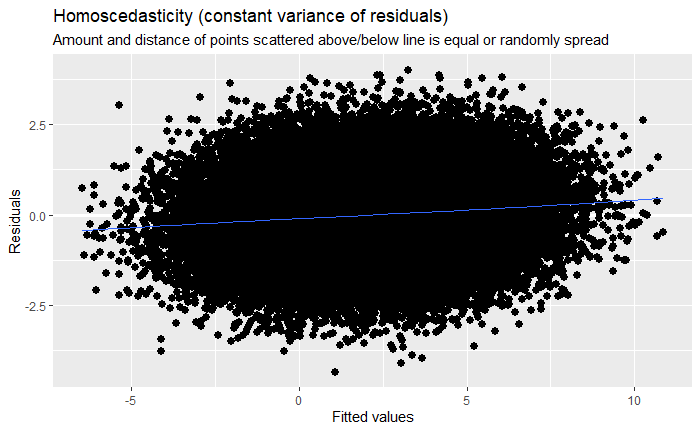 Homoscedasticity (constant variance of residuals)
Amount and distance of points scattered above/below line is equal or randomly spread
Residuals
2.5
0.0
-2.5
-5
0
5
10
Fitted values